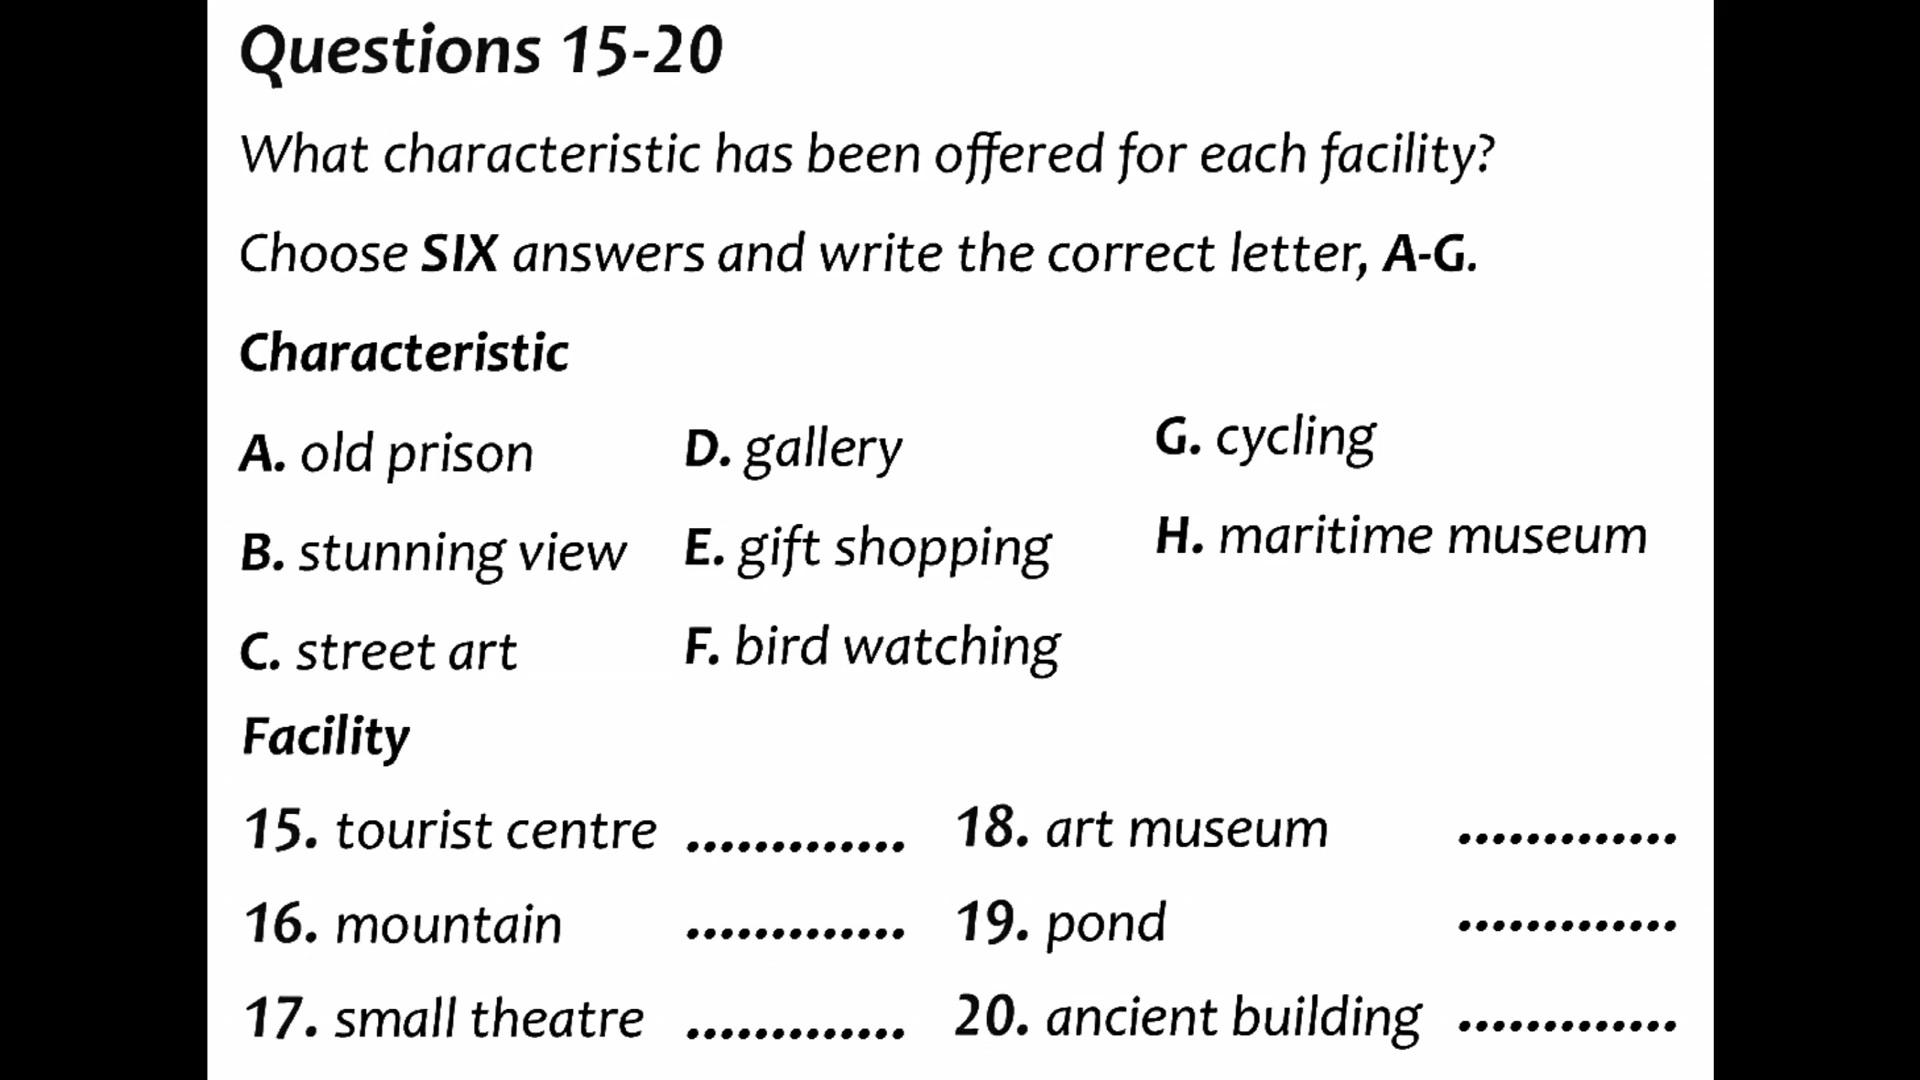 Questions 15-20
What characteristic has been offered for each facility?
Choose SIX answers and write the correct letter, A-G.
Characteristic
A. old prison
B. stunning view
C. street art
D. gallery
E. gift shopping
F. bird watching
G. cycling
H. maritime museum
Facility
15. tourist centre .............
16. mountain .............
17. small theatre .............
18. art museum .............
19. pond .............
20. ancient building .............